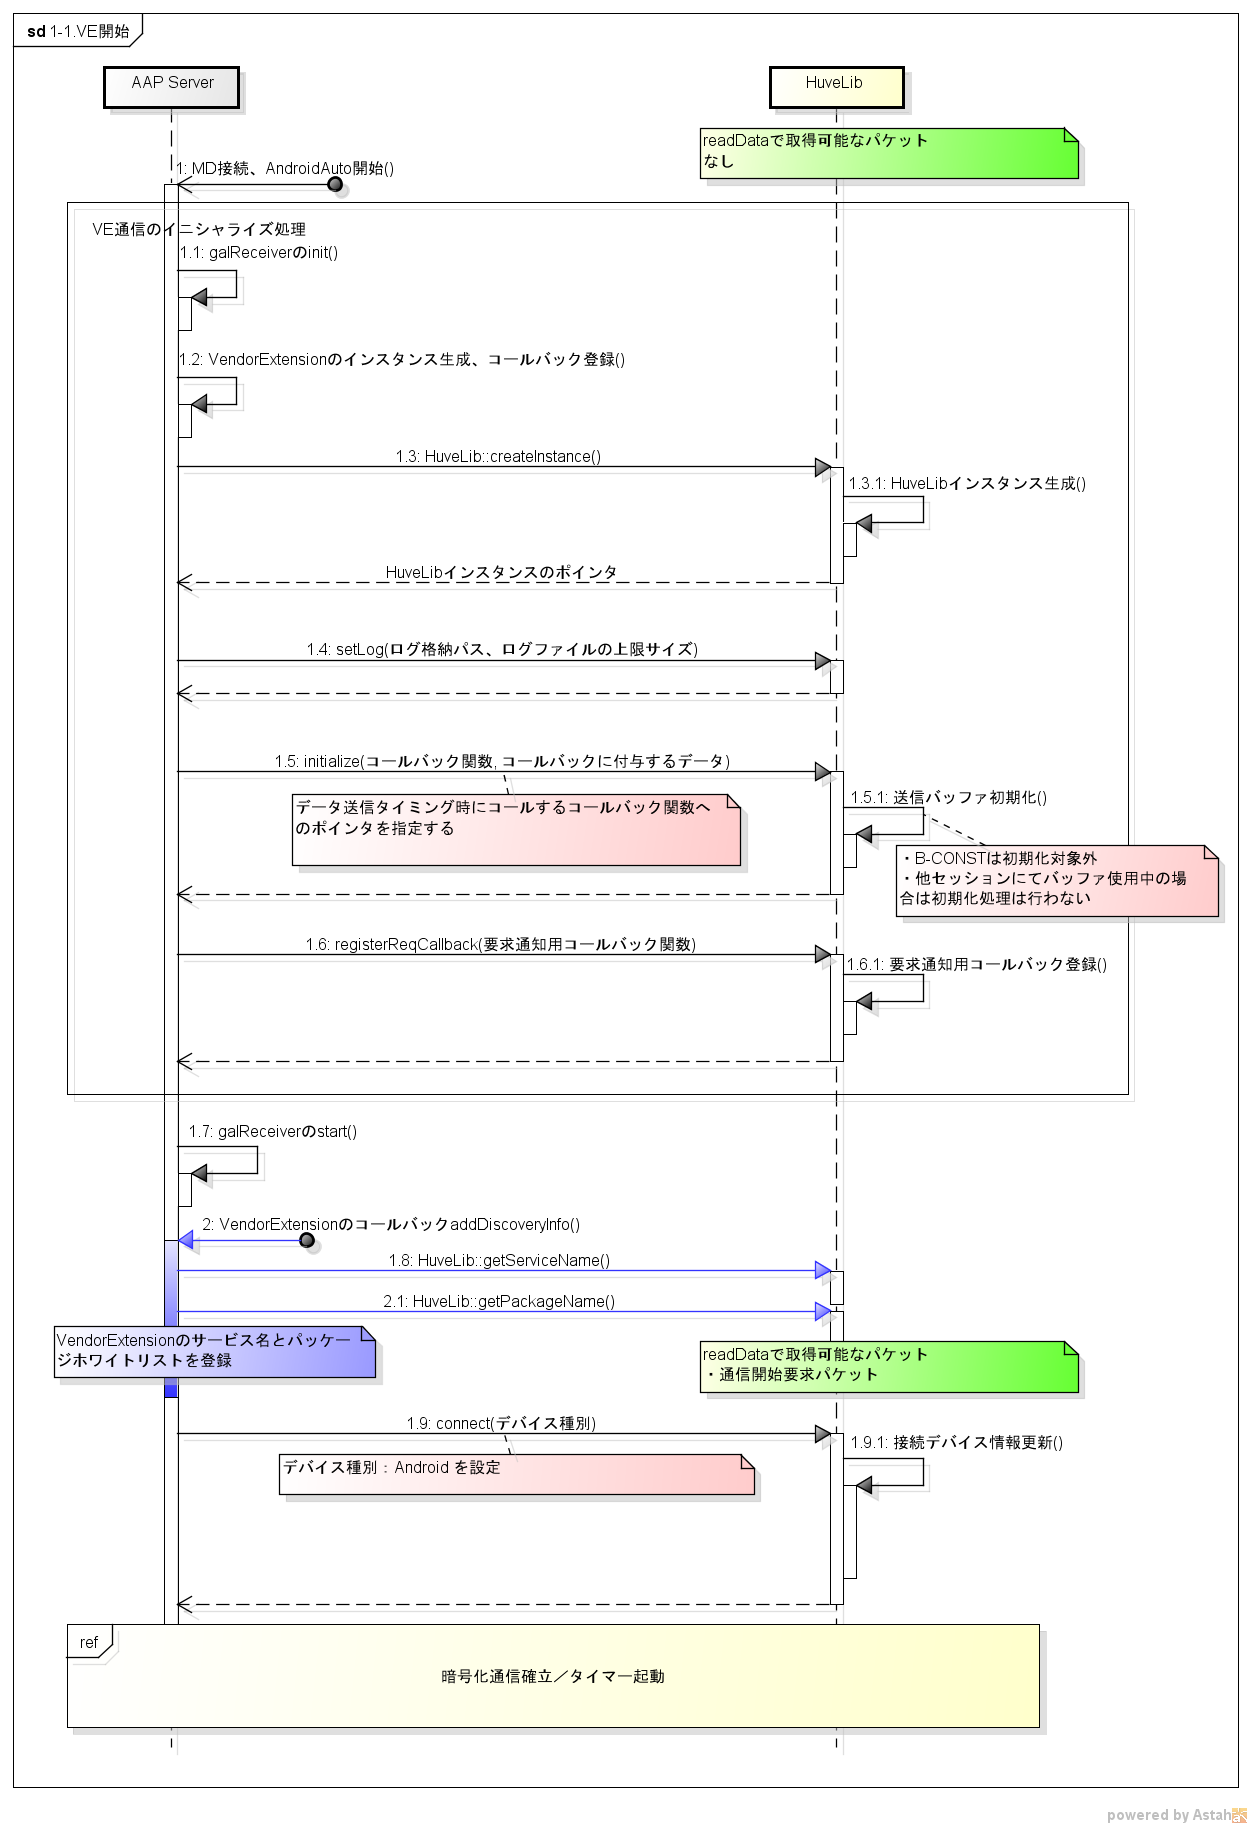 sd 1-1.VE開始
AAP Server
HuveLib
readDataで取得可能なパケット
なし
1: MD接続、AndroidAuto開始()
VE通信のイニシャライズ処理
1.1: galReceiverのinit()
1.2: VendorExtensionのインスタンス生成、コールバック登録()
1.3: HuveLib::createInstance()
1.3.1: HuveLibインスタンス生成()
HuveLibインスタンスのポインタ
1.4: setLog(ログ格納パス、ログファイルの上限サイズ)
1.5: initialize(コールバック関数, コールバックに付与するデータ)
データ送信タイミング時にコールするコールバック関数へ
のポインタを指定する
1.5.1: 送信バッファ初期化()
・B-CONSTは初期化対象外
・他セッションにてバッファ使用中の場
合は初期化処理は行わない
1.6: registerReqCallback(要求通知用コールバック関数)
1.6.1: 要求通知用コールバック登録()
1.7: galReceiverのstart()
2: VendorExtensionのコールバックaddDiscoveryInfo()
1.8: HuveLib::getServiceName()
2.1: HuveLib::getPackageName()
VendorExtensionのサービス名とパッケー
ジホワイトリストを登録
readDataで取得可能なパケット
・通信開始要求パケット
1.9: connect(デバイス種別)
1.9.1: 接続デバイス情報更新()
デバイス種別：Android を設定
ref
暗号化通信確立／タイマー起動
powered by Astah